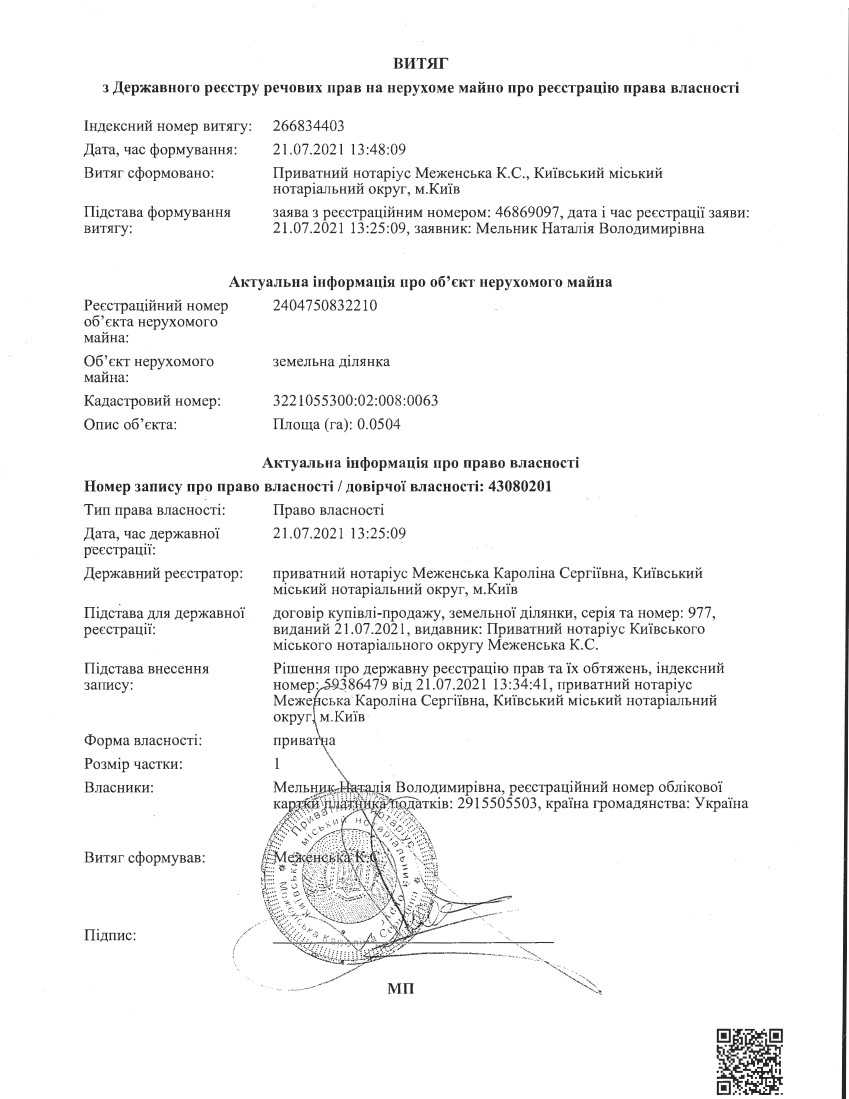 ВИТЯГ
з Державного реєстру речових прав на нерухоме майно про реєстрацію права власності
Індексний номер витягу: 266834403
Дата, час формування: 21.07.2021 13:48:09
Витяг сформовано: Приватний нотаріус Меженська К.С., Київський міський
нотаріальний округ, м.Київ
Підстава формування заява з реєстраційним номером: 46869097, дата і час реєстрації заяви:
витягу: 21.07.2021 13:25:09, заявник: Мельник Наталія Володимирівна
Актуальна інформація про об’єкт нерухомого майна
Реєстраційний номер 2404750832210
об’єкта нерухомого
майна:
Об’єкт нерухомого земельна ділянка
майна:
Кадастровий номер: 3221055300:02:008:0063
Опис об’єкта: Площа (га): 0.0504
Актуальна інформація про право власності
Номер запису про право власності / довірчої власності: 43080201
Тип права власності: Право власності
Дата, час державної 21.07.2021 13:25:09
реєстрації:
Державний реєстратор: приватний нотаріус Меженська Кароліна Сергіївна, Київський
міський нотаріальний округ, м.Київ
Підстава для державної договір купівлі-продажу, земельної ділянки, серія та номер: 977,
реєстрації: виданий 21.07.2021, видавник: Приватний нотаріус Київського
міського нотаріального округу Меженська К.С.
Підстава внесення Рішення про державну реєстрацію прав та їх обтяжень, індексний
запису: номер: 59386479 від 21.07.2021 13:34:41, приватний нотаріус
Меженська Кароліна Сергіївна, Київський міський нотаріальний
округ, м.Київ
Форма власності: приватна
Розмір частки: 1
Власники: Мельник Наталія Володимирівна, реєстраційний номер облікової
картки платника податків: 2915505503, країна громадянства: Україна
Витяг сформував: Меженська К.С.
Приватний нотаріус
Київський міський нотаріальний
Підпис:
МП